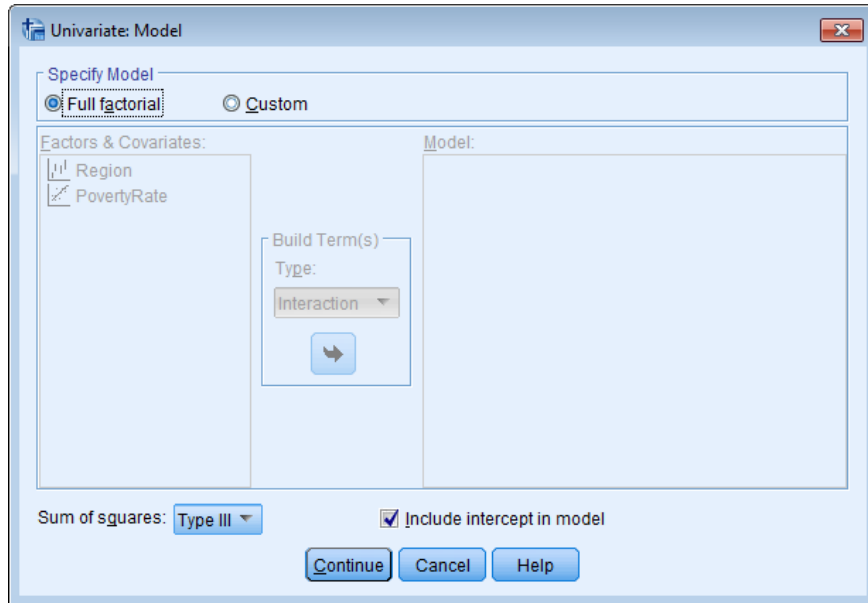 Univariate: Model
Specify Model
Full factorial
Custom
Factors & Covariates:
Model:
Region
PovertyRate
Build Term(s)
Type:
Interaction
Sum of squares: Type III
Include intercept in model
Continue Cancel Help